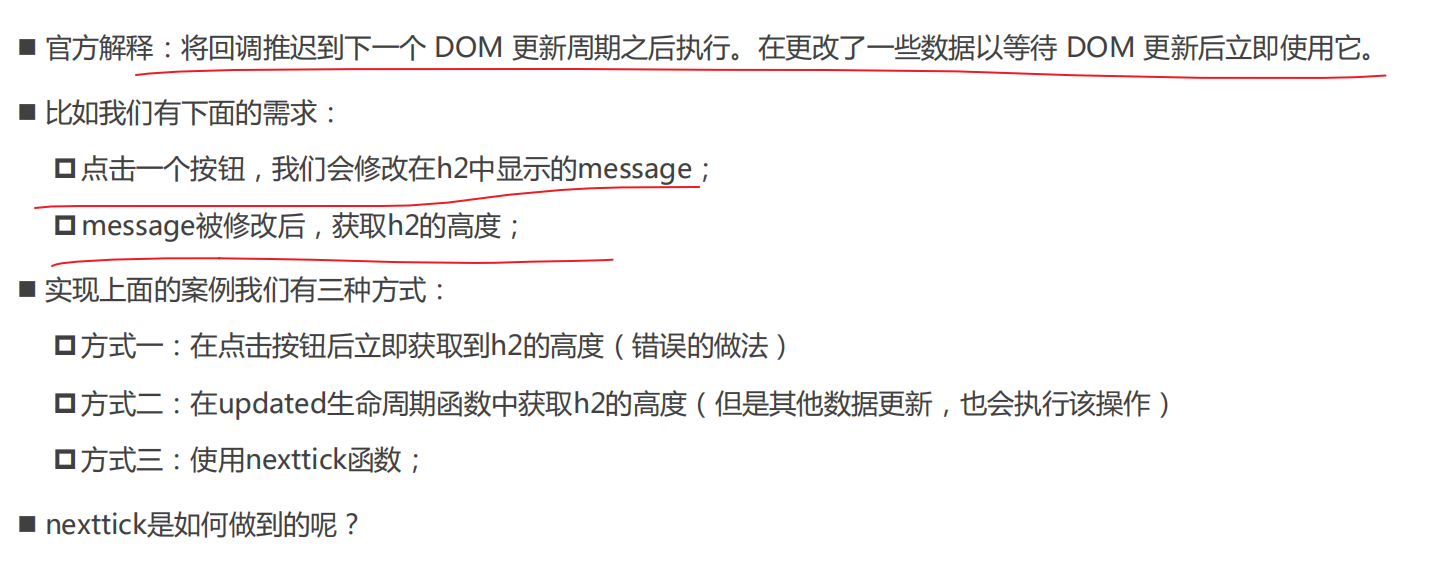 官方解释：将回调推迟到下一个 DOM 更新周期之后执行。在更改了一些数据以等待 DOM 更新后立即使用它。
比如我们有下面的需求：
点击一个按钮，我们会修改在h2中显示的message；
message被修改后，获取h2的高度；
实现上面的案例我们有三种方式：
方式一：在点击按钮后立即获取到h2的高度（错误的做法）
方式二：在updated生命周期函数中获取h2的高度（但是其他数据更新，也会执行该操作）
方式三：使用nexttick函数；
nexttick是如何做到的呢？